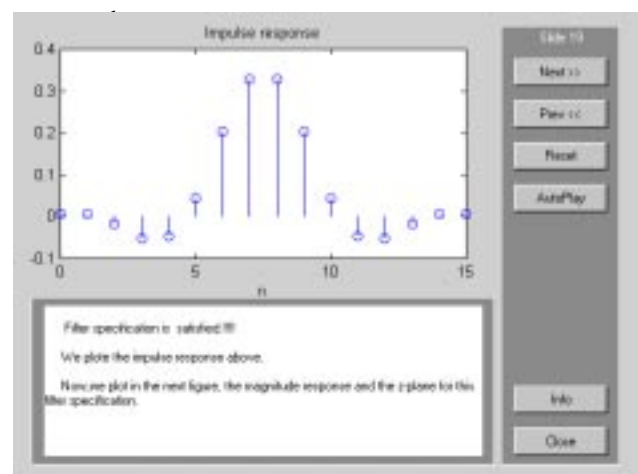 Impulse response
0.4
0.3
0.2
0.1
0
-0.1
0
5
10
15
n
Filter specification is satisfied !!!!
We plote the impulse response above.
Now,we plot in the next figure, the magnitude response and the z-plane for this
filter specification.
Slide 10
Next >>
Prev <<
Reset
AutoPlay
Info
Close